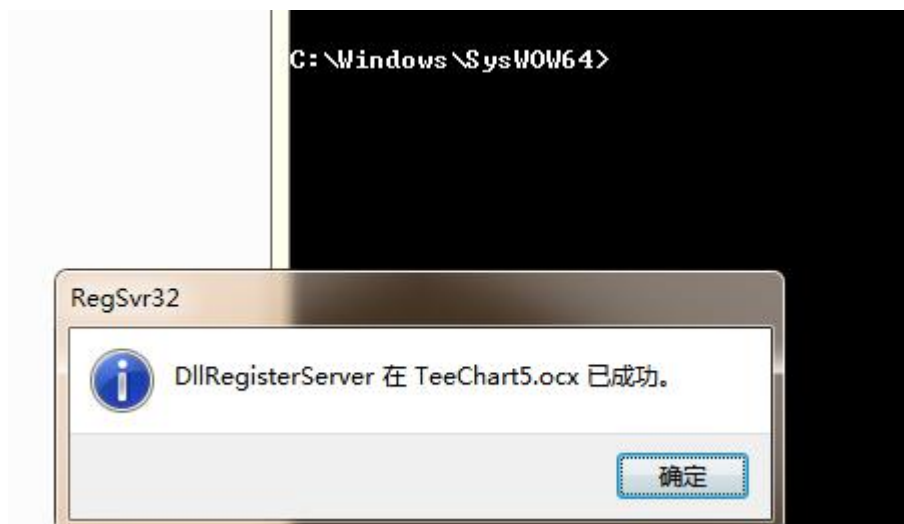 C:\Windows\SysWOW64>
RegSvr32
DllRegisterServer 在 TeeChart5.ocx 已成功。
确定